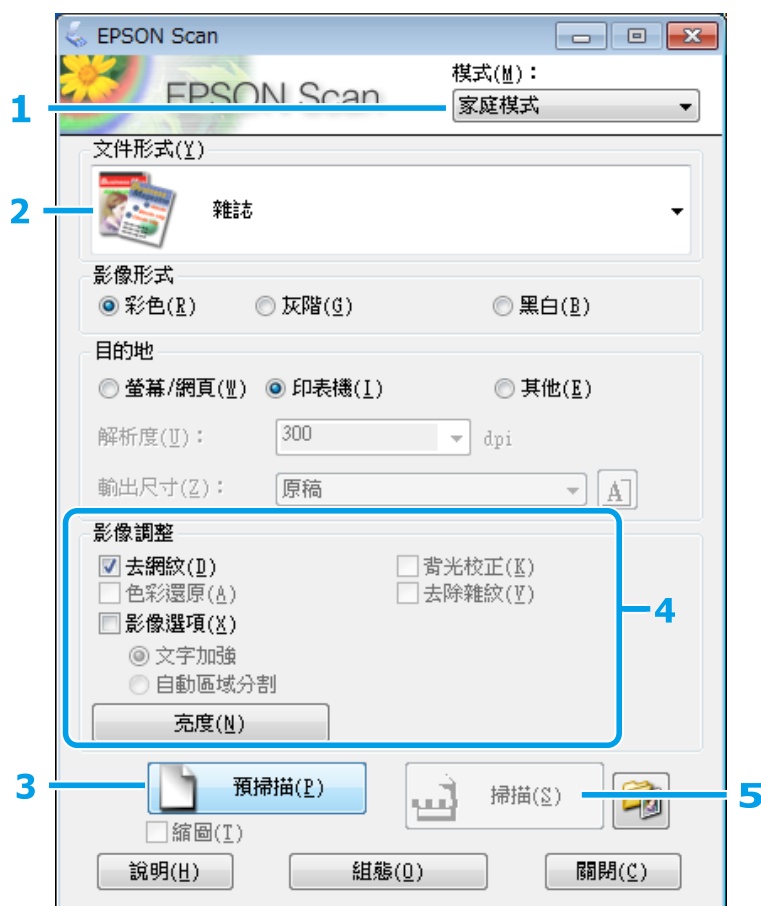 EPSON Scan
EPSON Scan
模式(M)：
1
家庭模式
文件形式(Y)
2
雜誌
影像形式
彩色(R) 灰階(G) 黑白(B)
目的地
螢幕/網頁(W) 印表機(I) 其他(E)
解析度(U)： 300 dpi
輸出尺寸(Z)： 原稿 A
影像調整
去網紋(D) 背光校正(K)
色彩還原(A) 去除雜紋(V)
4
影像選項(X)
文字加強
自動區域分割
亮度(N)
3 預掃描(P) 掃描(S) 5
縮圖(T)
說明(H) 組態(O) 關閉(C)